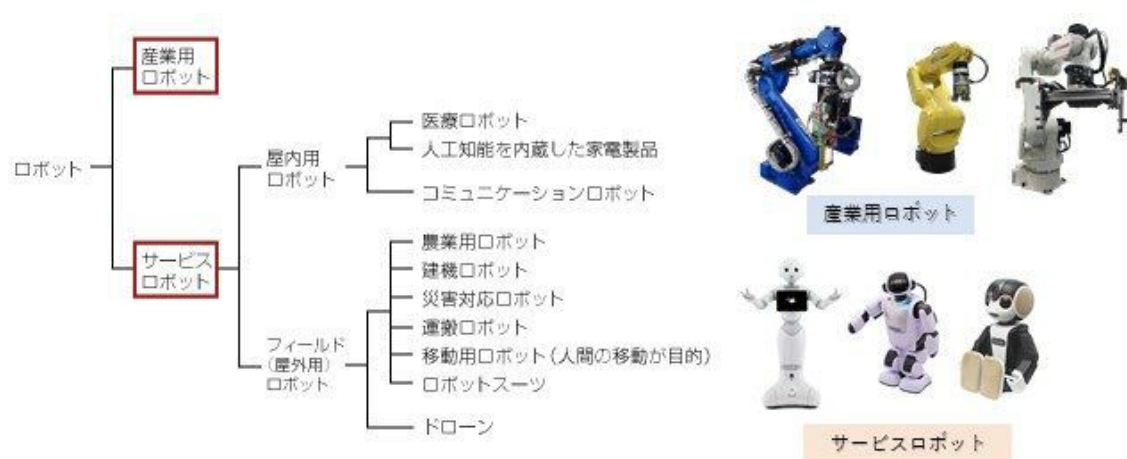 産業用
ロボット
ロボット
サービス
ロボット
屋内用
ロボット
医療ロボット
人工知能を内蔵した家電製品
コミュニケーションロボット
フィールド
（屋外用）
ロボット
農業用ロボット
建機ロボット
災害対応ロボット
運搬ロボット
移動用ロボット（人間の移動が目的）
ロボットスーツ
ドローン
産業用ロボット
サービスロボット